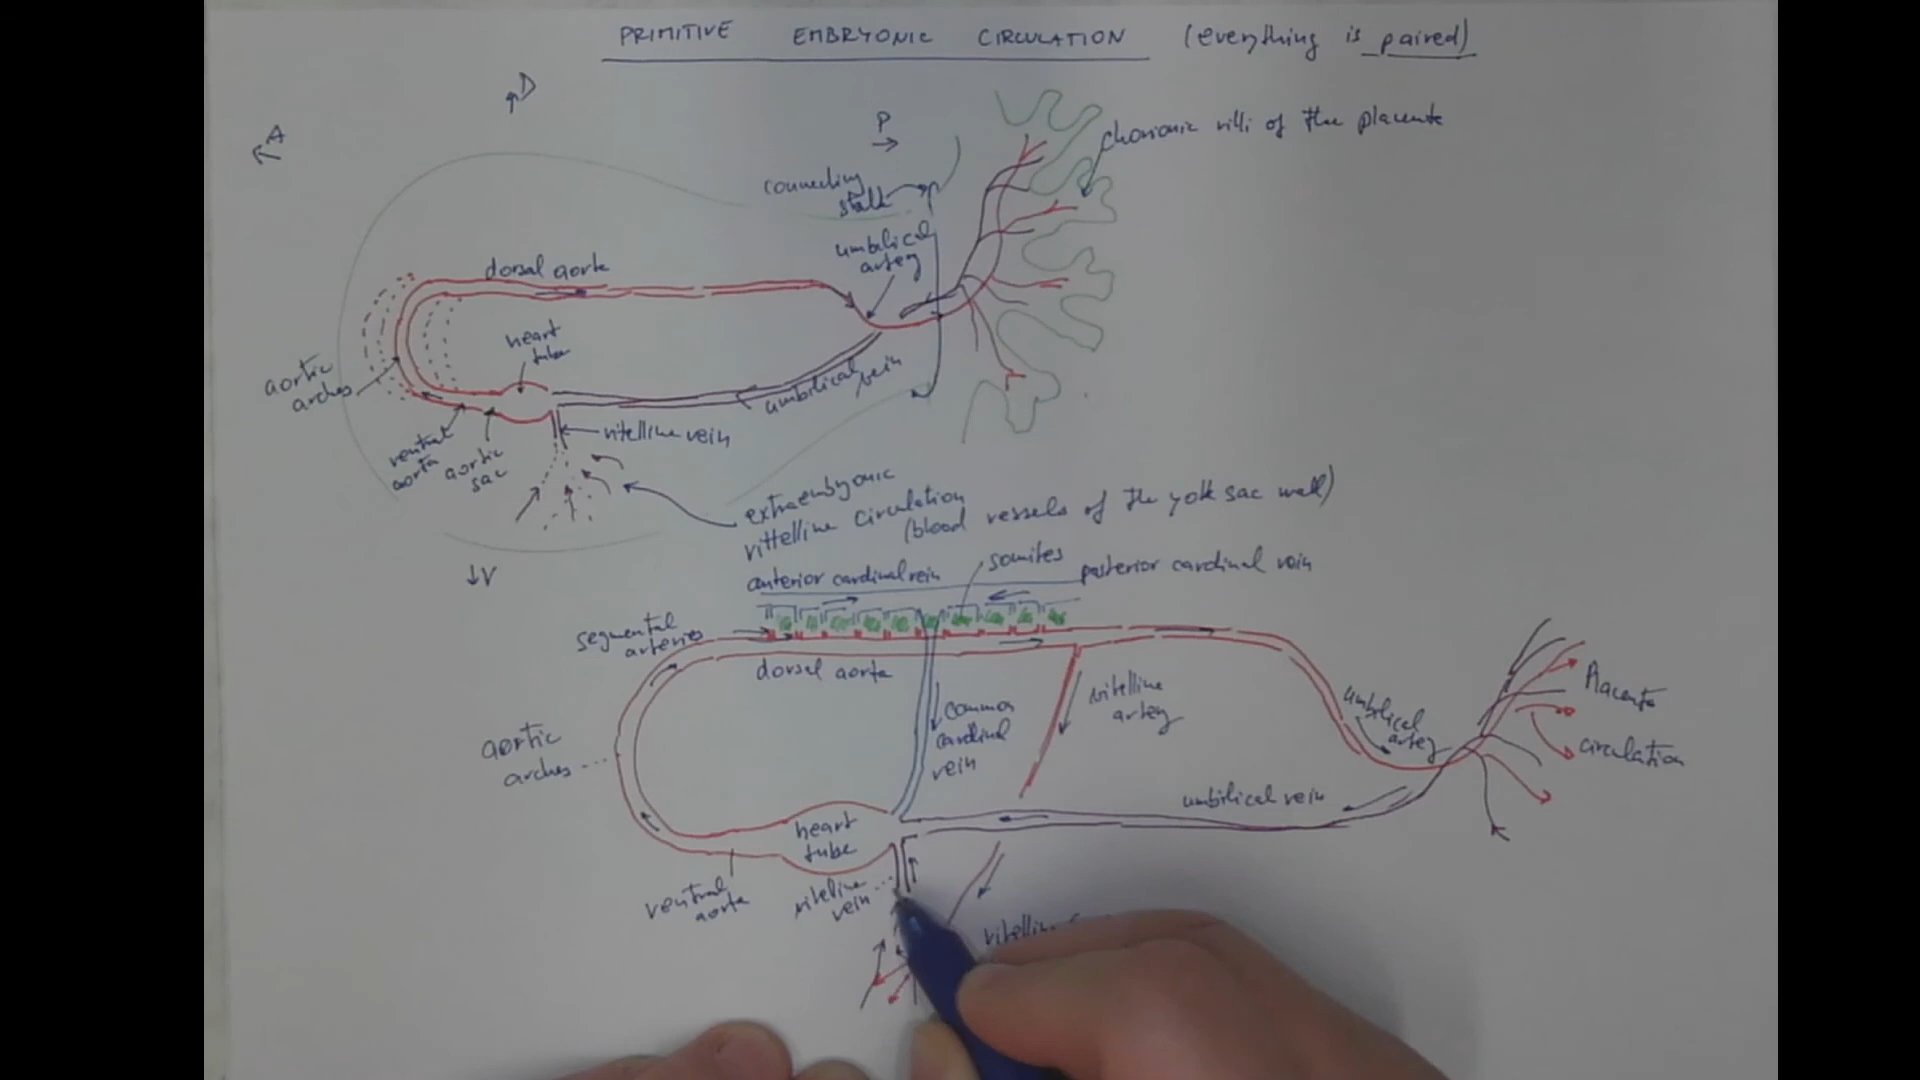 PRIMITIVE EMBRYONIC CIRCULATION (everything is paired)
D
A
P
chorionic villi of the placenta
connecting
stalk
umbilical
artery
dorsal aorta
heart
tube
aortic
arches
umbilical vein
vitelline vein
ventral
aorta
aortic
sac
extraembyonic
vittelline circulation
(blood vessels of the yolk sac wall)
V
anterior cardinal vein
somites
posterior cardinal vein
segmental
arteries
dorsal aorta
common
cardinal
vein
vitelline
artery
umbilical
artery
Placenta
circulation
aortic
arches
umbilical vein
heart
tube
ventral
aorta
viteline
vein
vitelline